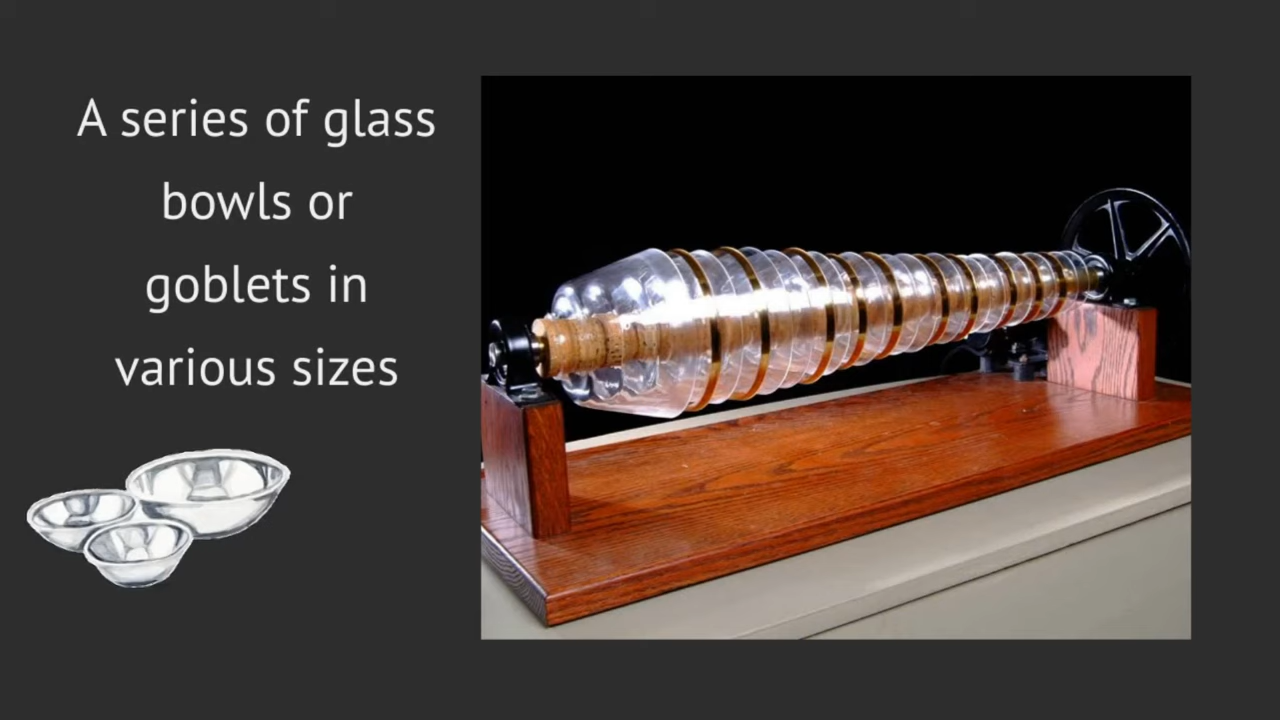 A series of glass
bowls or
goblets in
various sizes